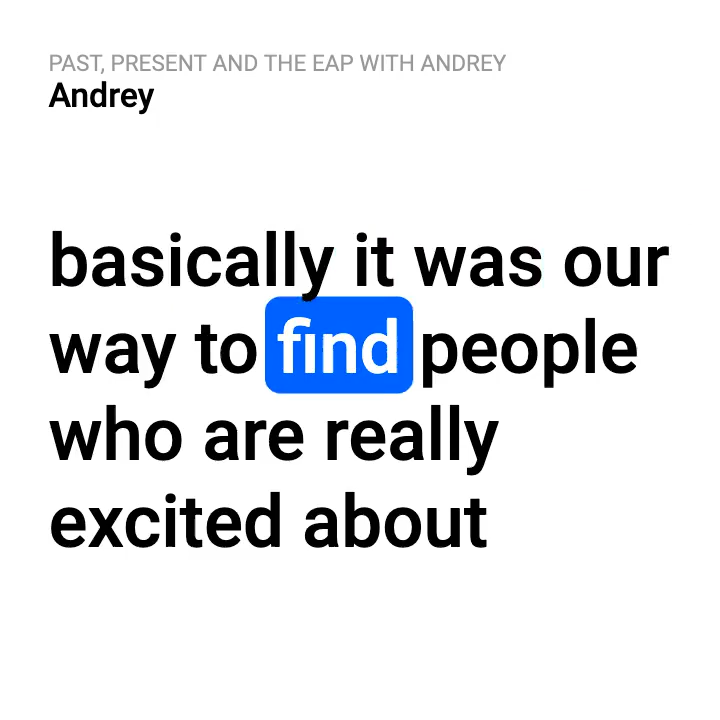 PAST, PRESENT AND THE EAP WITH ANDREY
Andrey
basically it was our
way to find people
who are really
excited about